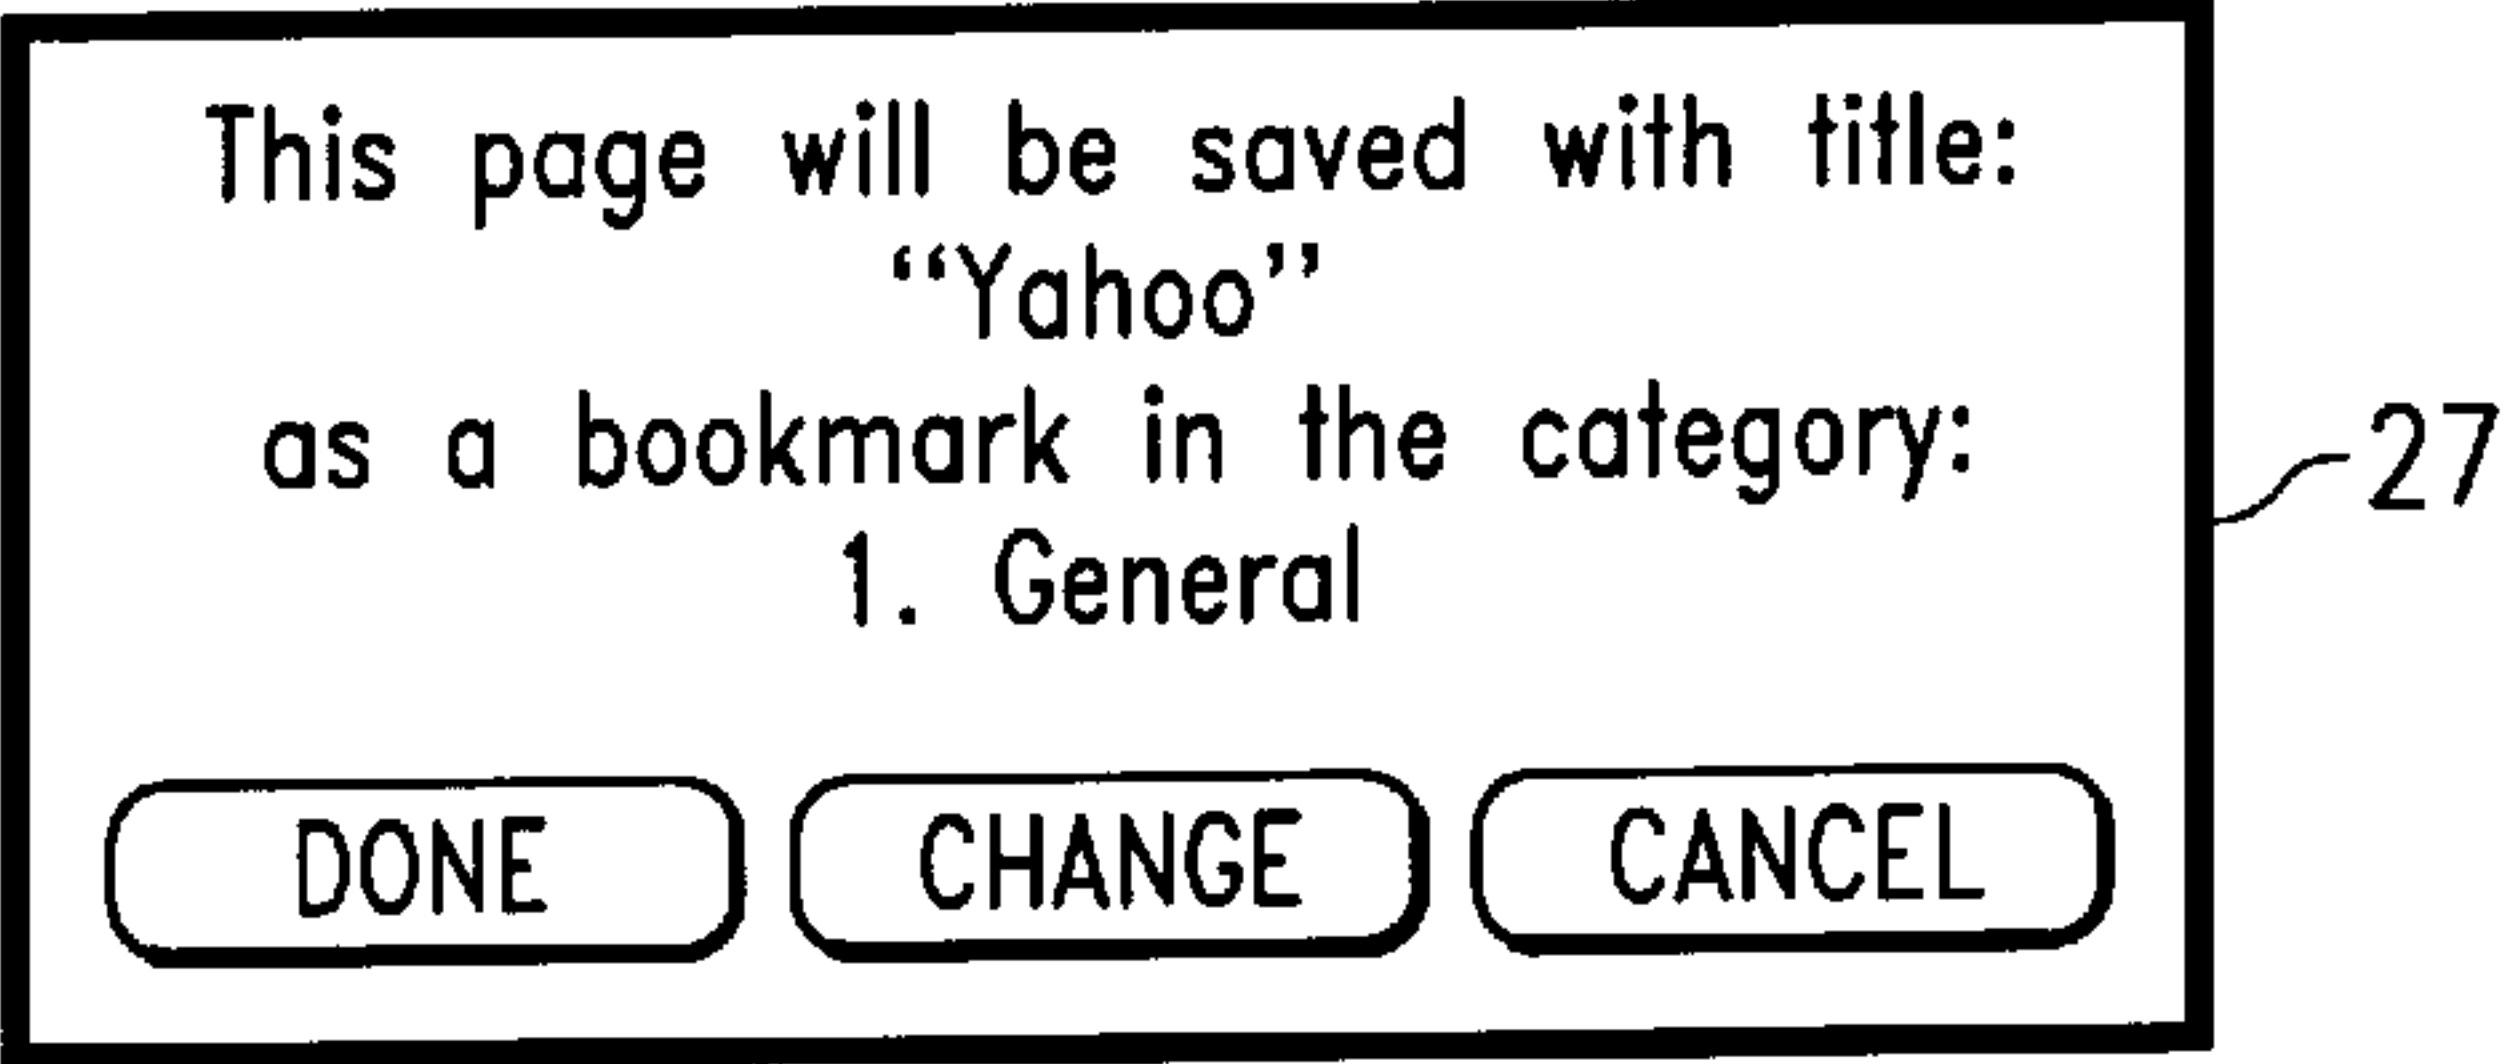 This page will be saved with title:
“Yahoo”
as a bookmark in the category:
1. General
27
DONE CHANGE CANCEL